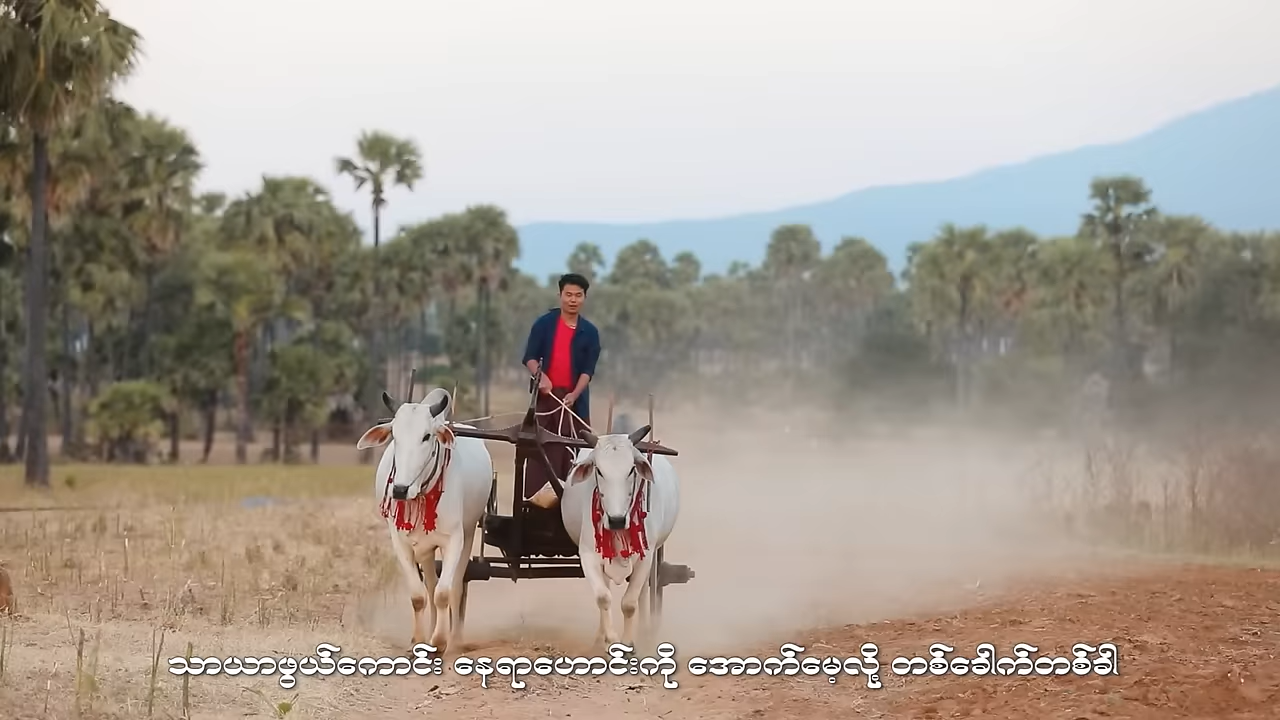 သာယာဖွယ်ကောင်း နေရာဟောင်းကို အောက်မေ့လို့ တစ်ခေါက်တစ်ခါ